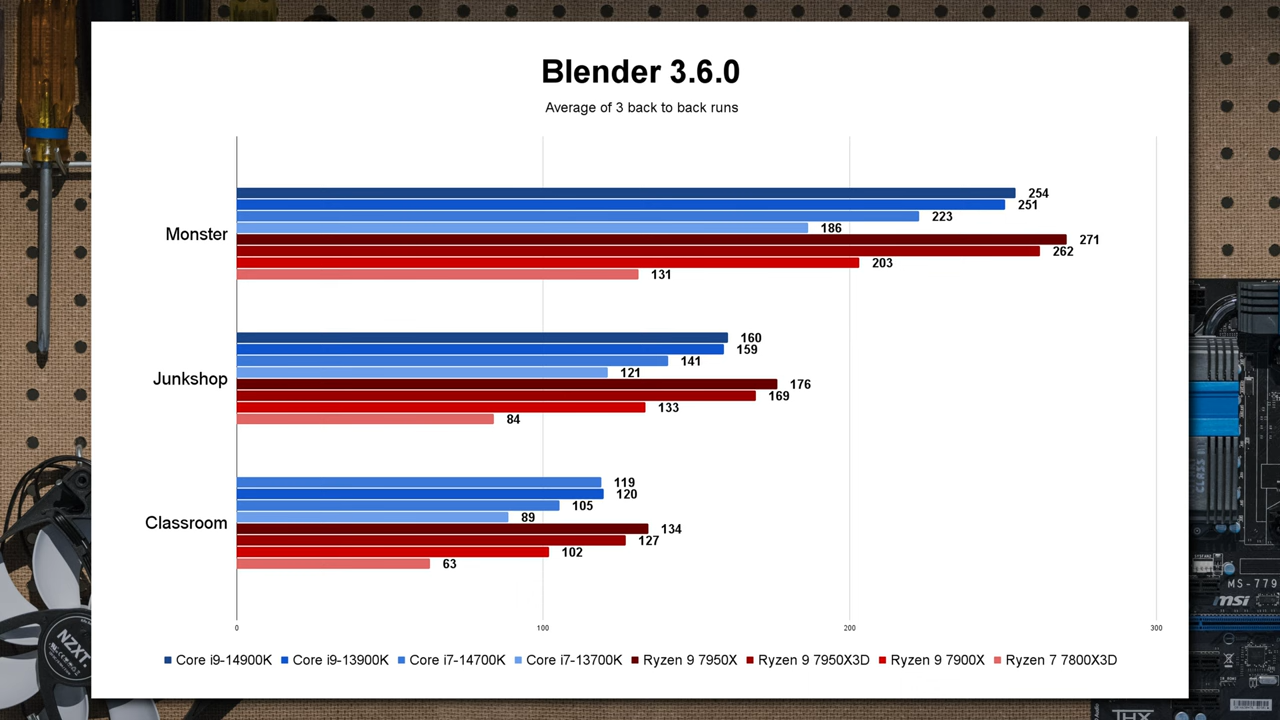 Blender 3.6.0
Average of 3 back to back runs
Monster
254
251
223
186
271
262
203
131
Junkshop
160
159
141
121
176
169
133
84
Classroom
119
120
105
89
134
127
102
63
0 100 200 300
Core i9-14900K Core i9-13900K Core i7-14700K Core i7-13700K Ryzen 9 7950X Ryzen 9 7950X3D Ryzen 9 7900X Ryzen 7 7800X3D
NZXT
MS-779
msi
THX